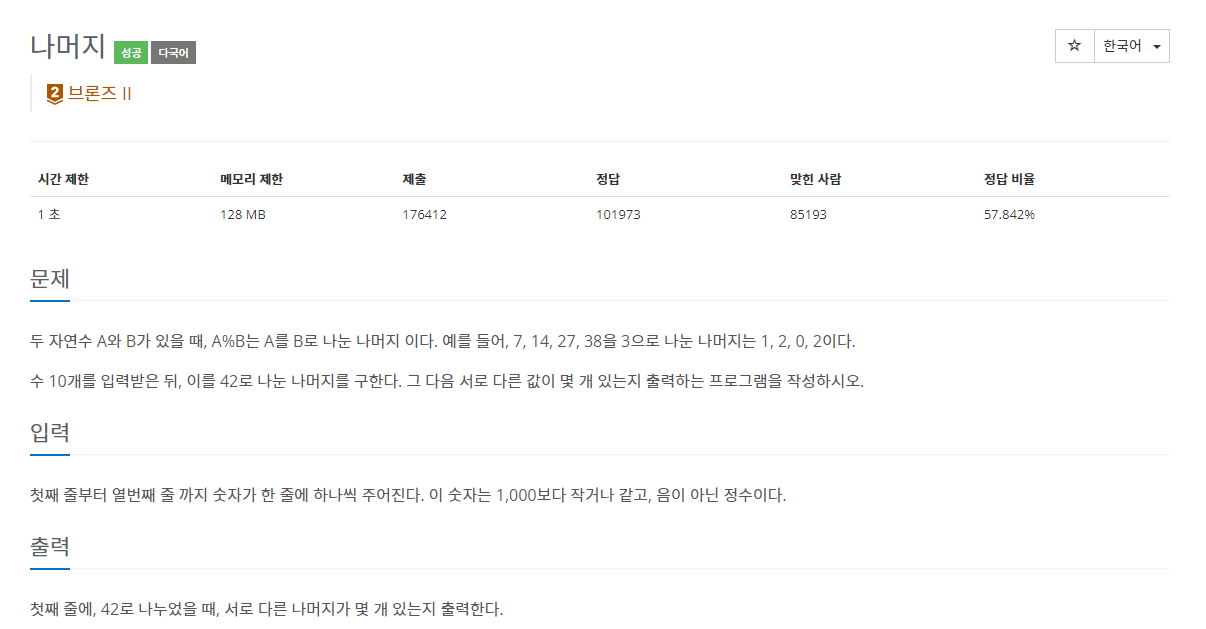 나머지 성공 다국어
☆ 한국어
2 브론즈 II
시간 제한 메모리 제한 제출 정답 맞힌 사람 정답 비율
1 초 128 MB 176412 101973 85193 57.842%
문제
두 자연수 A와 B가 있을 때, A%B는 A를 B로 나눈 나머지 이다. 예를 들어, 7, 14, 27, 38을 3으로 나눈 나머지는 1, 2, 0, 2이다.
수 10개를 입력받은 뒤, 이를 42로 나눈 나머지를 구한다. 그 다음 서로 다른 값이 몇 개 있는지 출력하는 프로그램을 작성하시오.
입력
첫째 줄부터 열번째 줄 까지 숫자가 한 줄에 하나씩 주어진다. 이 숫자는 1,000보다 작거나 같고, 음이 아닌 정수이다.
출력
첫째 줄에, 42로 나누었을 때, 서로 다른 나머지가 몇 개 있는지 출력한다.